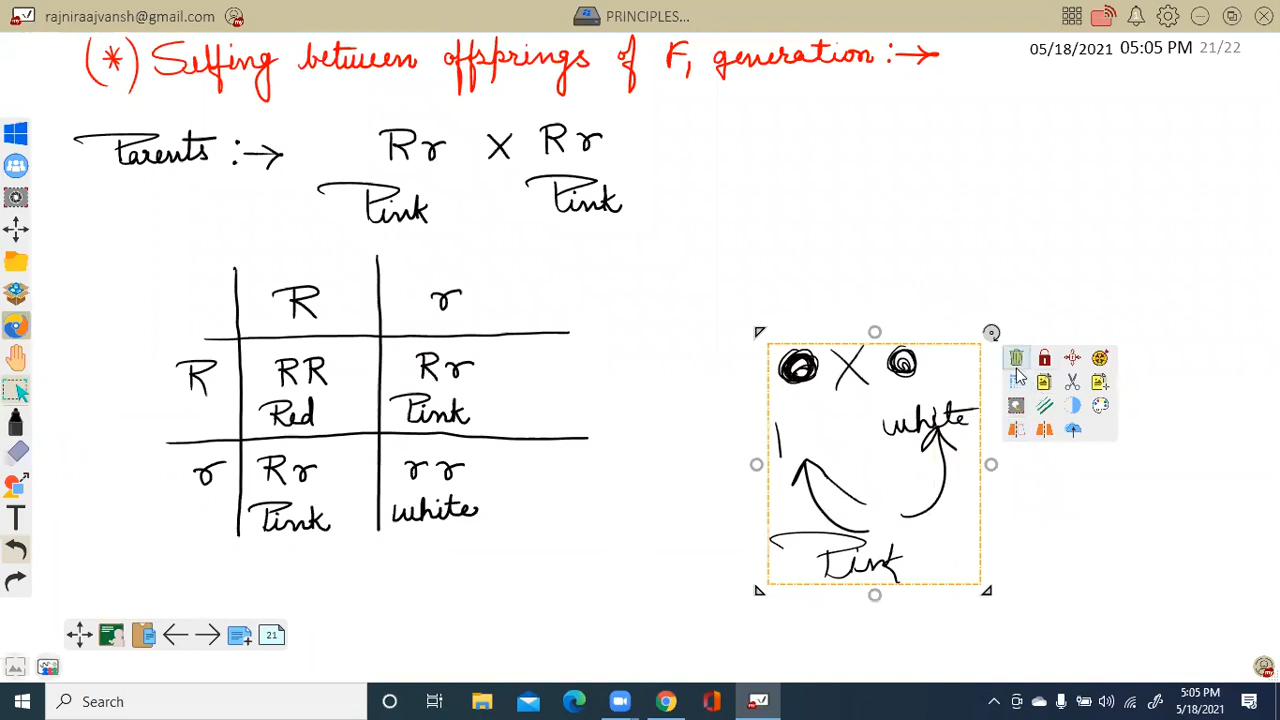 rajniraajvansh@gmail.com
PRINCIPLES...
05/18/2021 05:05 PM 21/22
(*) Selfing between offsprings of F1 generation :→
Parents :→ Rr X Rr
Pink Pink
R r
R RR Rr
Red Pink
r Rr rr
Pink white
X
white
Pink
T
21
Search
5:05 PM
5/18/2021